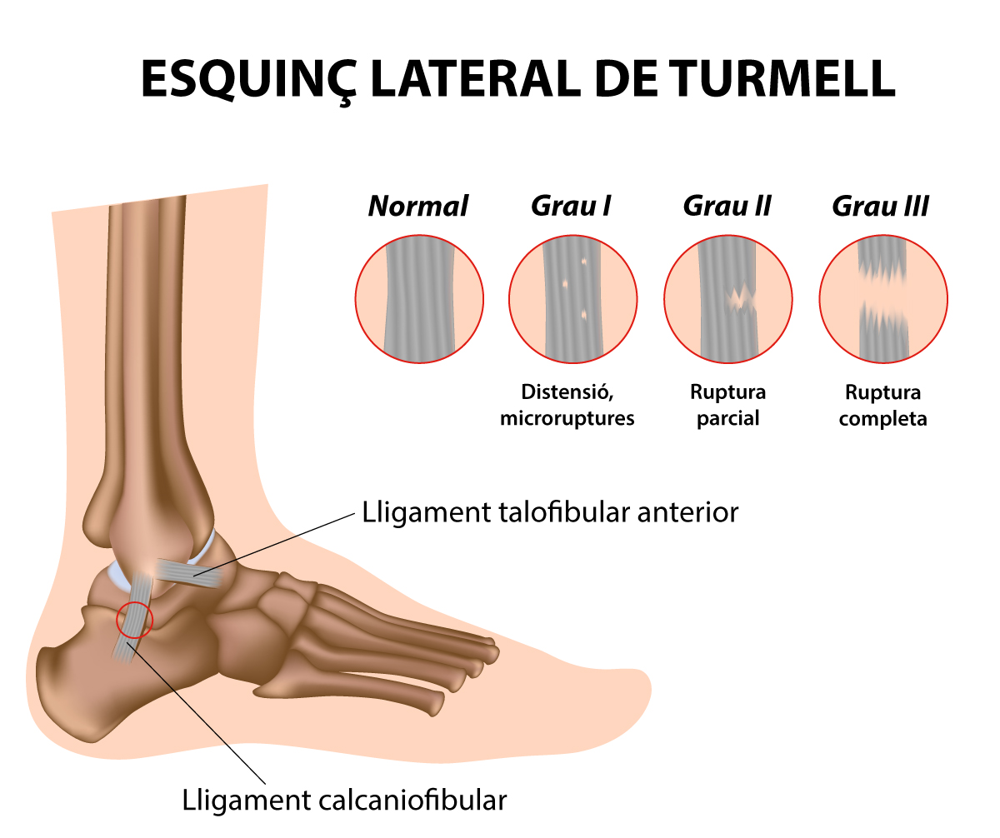 ESQUINÇ LATERAL DE TURMELL
Normal
Grau I
Grau II
Grau III
Distensió,
microruptures
Ruptura
parcial
Ruptura
completa
Lligament talofibular anterior
Lligament calcaniofibular